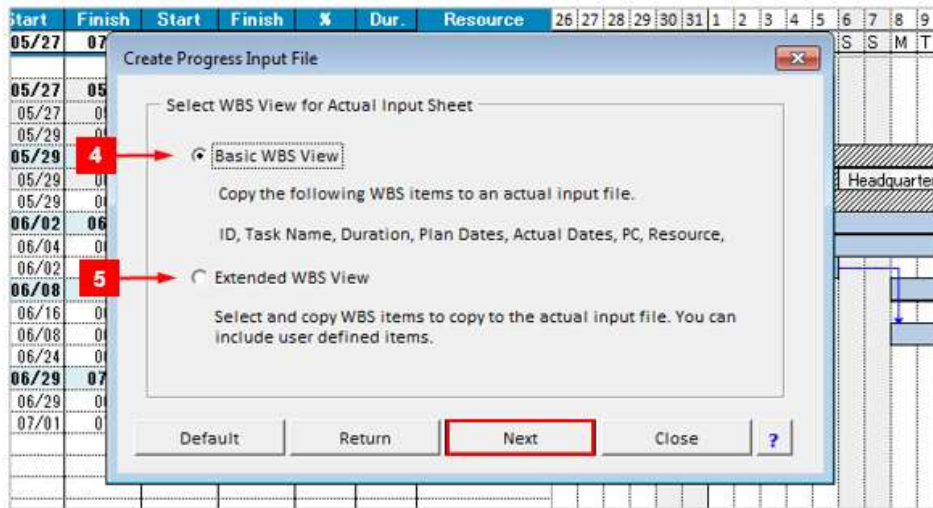 Start Finish Start Finish % Dur. Resource 26 27 28 29 30 31 1 2 3 4 5 6 7 8 9
05/27 07 S S M T
Create Progress Input File
05/27 05
Select WBS View for Actual Input Sheet
05/27
05/29
05/29
4
Basic WBS View
05/29
Copy the following WBS items to an actual input file.
05/29
06/02 06
ID, Task Name, Duration, Plan Dates, Actual Dates, PC, Resource,
06/04
06/02
5
Extended WBS View
06/08
06/16
Select and copy WBS items to copy to the actual input file. You can
06/08
include user defined items.
06/24
06/29 07
06/29
07/01
Default Return Next Close ?